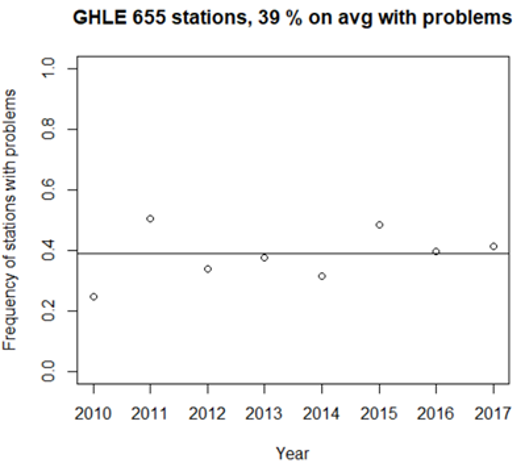 GHLE 655 stations, 39 % on avg with problems
Frequency of stations with problems
1.0
0.8
0.6
0.4
0.2
0.0
2010 2011 2012 2013 2014 2015 2016 2017
Year